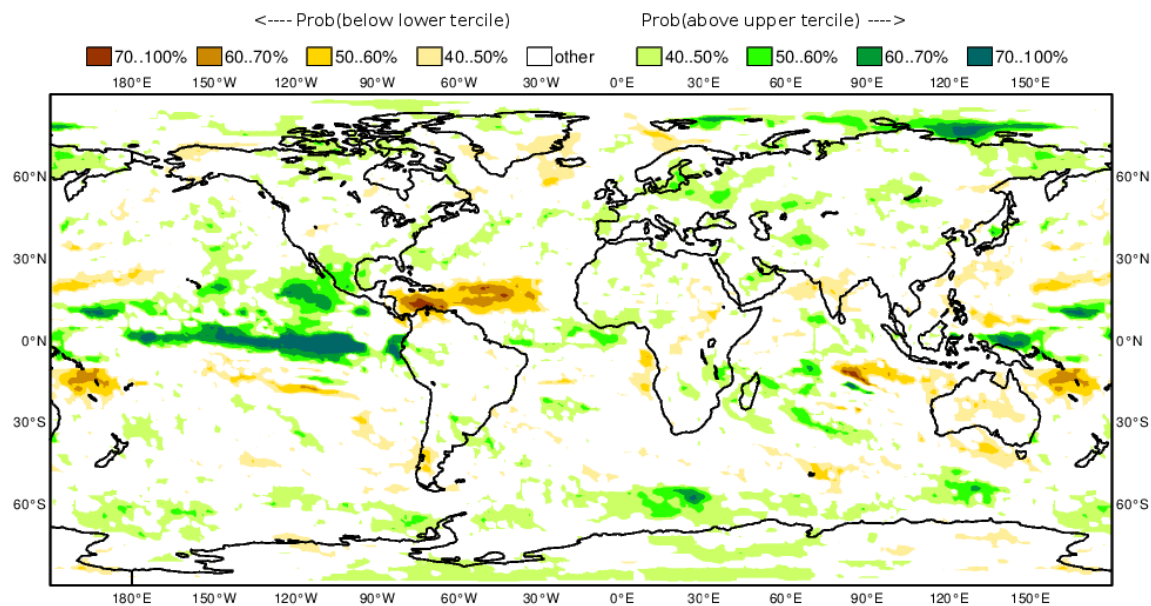 <---- Prob(below lower tercile) Prob(above upper tercile) ---->
70..100% 60..70% 50..60% 40..50% other 40..50% 50..60% 60..70% 70..100%
180°E 150°W 120°W 90°W 60°W 30°W 0°E 30°E 60°E 90°E 120°E 150°E
60°N 60°N
30°N 30°N
0°N 0°N
30°S 30°S
60°S 60°S
180°E 150°W 120°W 90°W 60°W 30°W 0°E 30°E 60°E 90°E 120°E 150°E